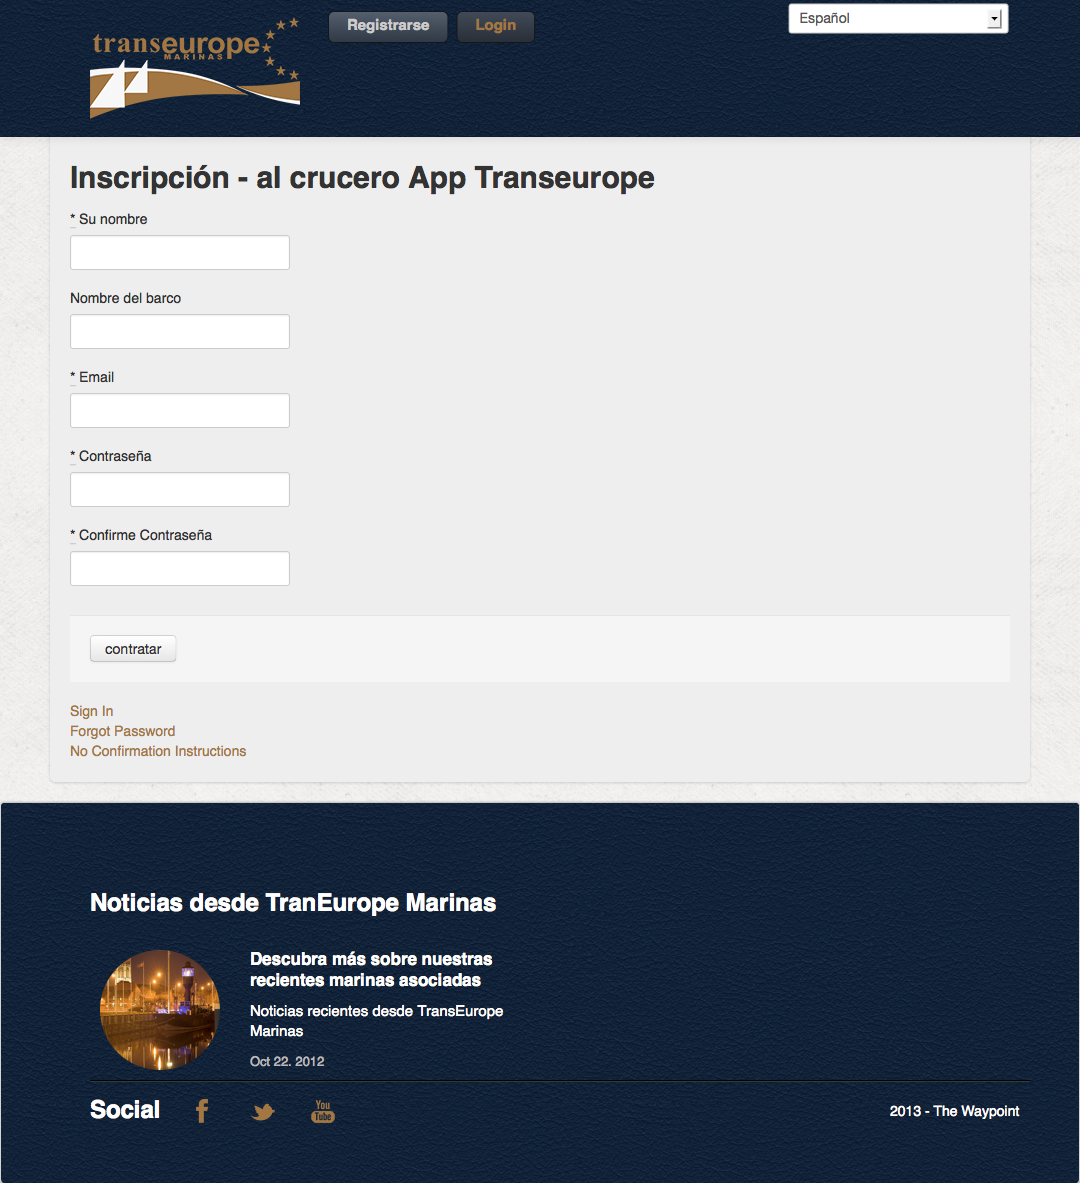 transeurope
MARINAS
Registrarse
Login
Español
Inscripción - al crucero App Transeurope
* Su nombre
Nombre del barco
* Email
* Contraseña
* Confirme Contraseña
contratar
Sign In
Forgot Password
No Confirmation Instructions
Noticias desde TranEurope Marinas
Descubra más sobre nuestras
recientes marinas asociadas
Noticias recientes desde TransEurope
Marinas
Oct 22. 2012
Social
You
Tube
2013 - The Waypoint